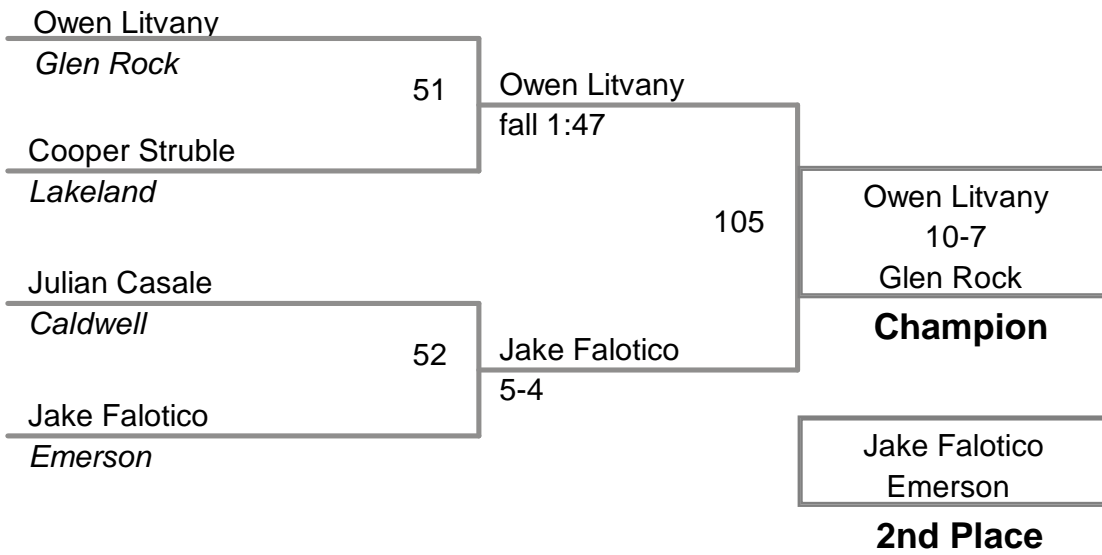 Owen Litvany
Glen Rock
51
Cooper Struble
Lakeland
Owen Litvany
fall 1:47
Julian Casale
Caldwell
52
Jake Falotico
Emerson
Jake Falotico
5-4
105
Owen Litvany
10-7
Glen Rock
Champion
Jake Falotico
Emerson
2nd Place